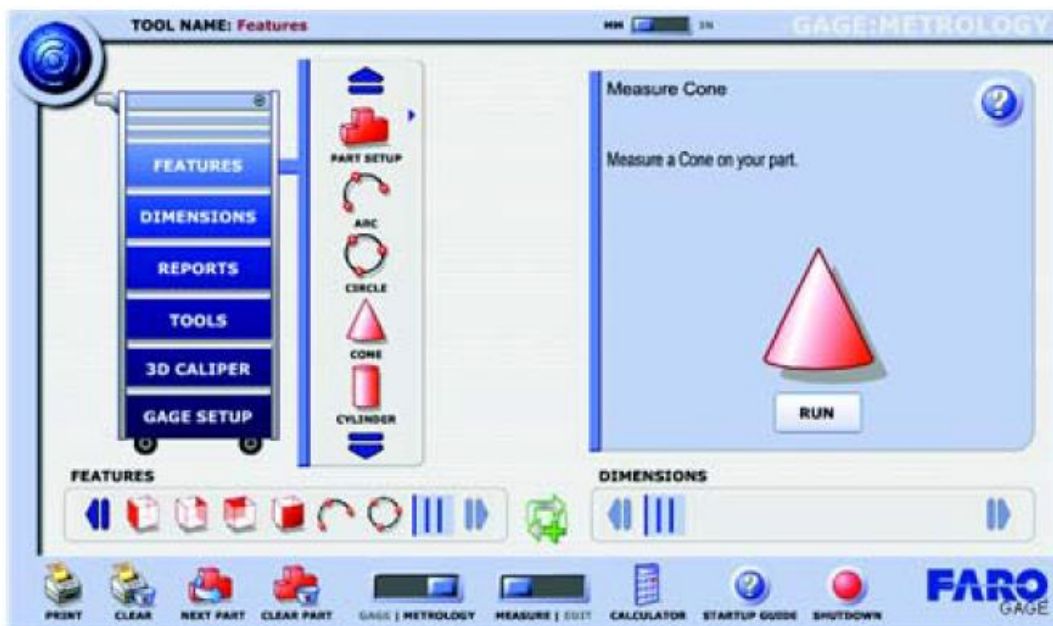 TOOL NAME: Features
MM IN
GAGE:METROLOGY
FEATURES
DIMENSIONS
REPORTS
TOOLS
3D CALIPER
GAGE SETUP
PART SETUP
ARC
CIRCLE
CONE
CYLINDER
Measure Cone
?
Measure a Cone on your part.
RUN
FEATURES
DIMENSIONS
PRINT
CLEAR
NEXT PART
CLEAR PART
GAGE | METROLOGY
MEASURE | EDIT
CALCULATOR
?
STARTUP GUIDE
SHUTDOWN
FARO
GAGE